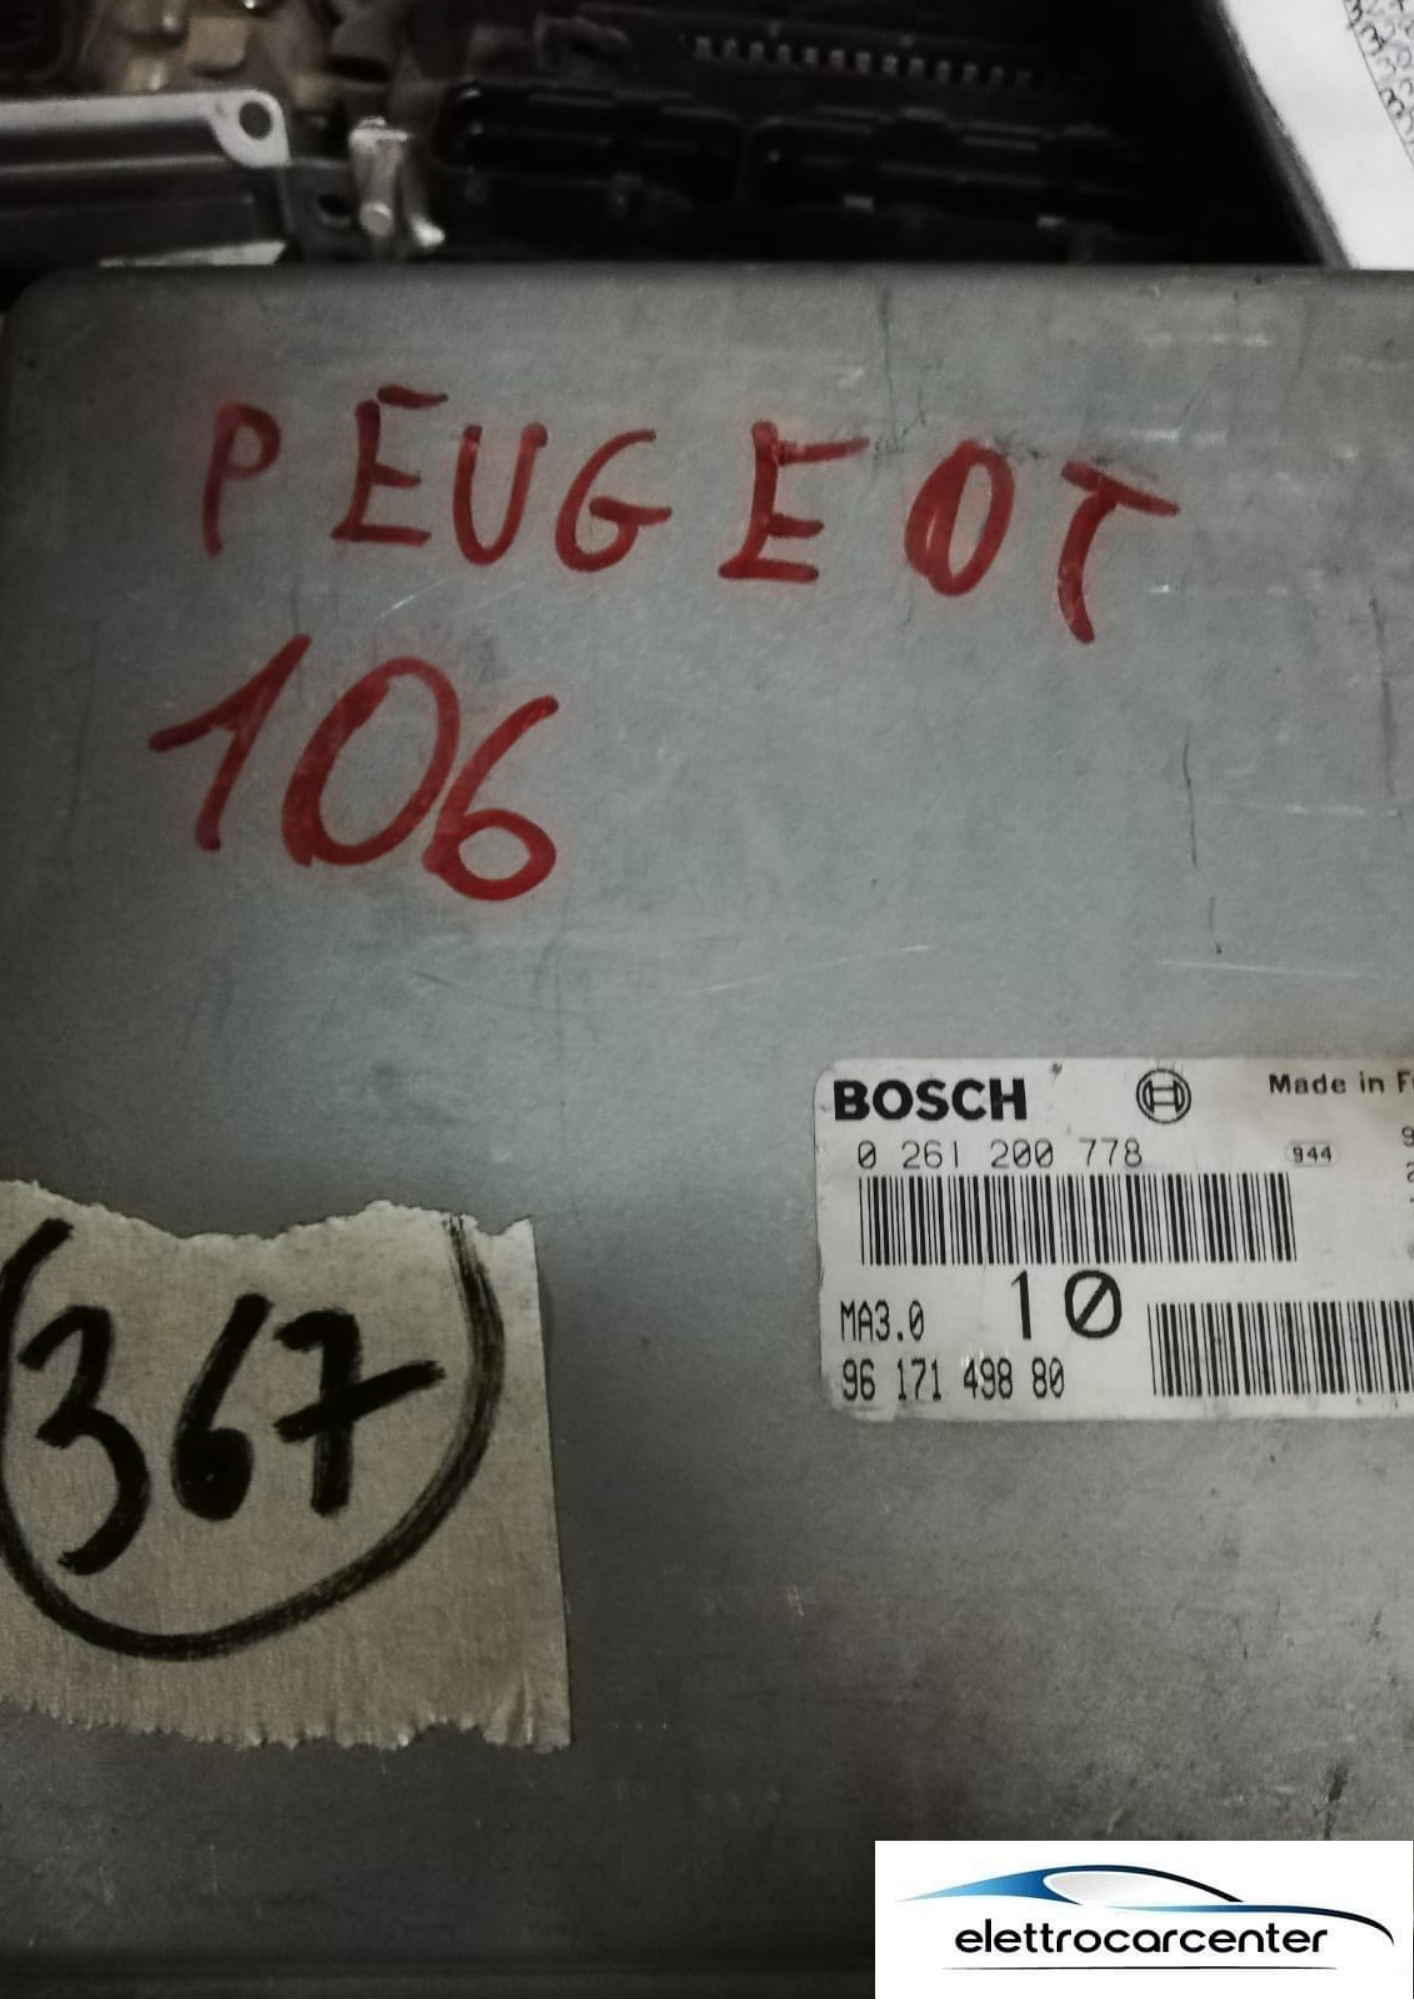 PEUGEOT
106
BOSCH
Made in
0 261 200 778
944
MA3.0
10
96 171 498 80
367
elettrocarcenter